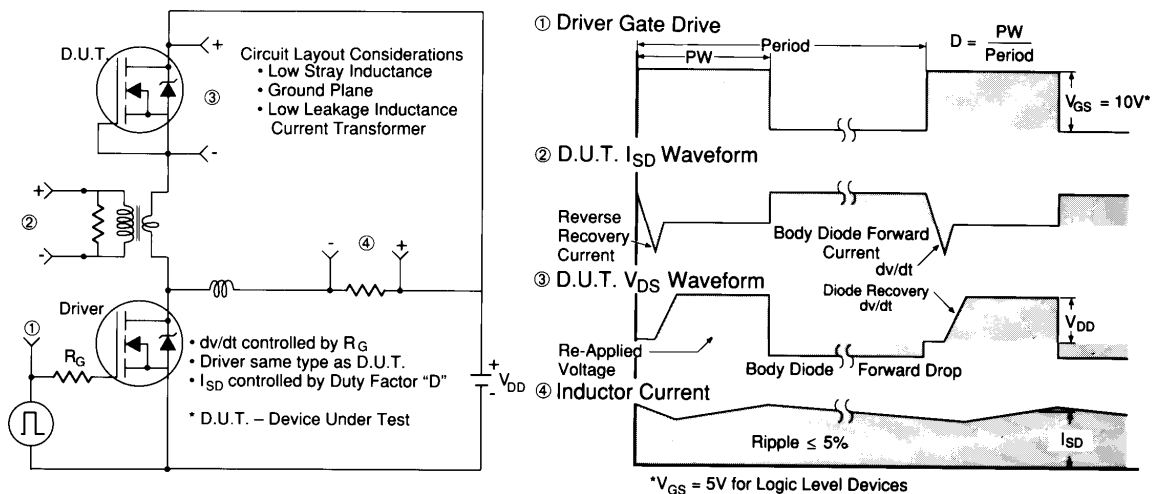 D.U.T.
+
③
-
Circuit Layout Considerations
• Low Stray Inductance
• Ground Plane
• Low Leakage Inductance
Current Transformer
+
②
-
-
④
+
Driver
①
R_G
• dv/dt controlled by R_G
• Driver same type as D.U.T.
• I_SD controlled by Duty Factor "D"
* D.U.T. – Device Under Test
+
V_DD
-
① Driver Gate Drive
Period
PW
D = PW / Period
V_GS = 10V*
② D.U.T. I_SD Waveform
Reverse
Recovery
Current
Body Diode Forward
Current
dv/dt
③ D.U.T. V_DS Waveform
Diode Recovery
dv/dt
V_DD
Re-Applied
Voltage
Body Diode
Forward Drop
④ Inductor Current
Ripple ≤ 5%
I_SD
*V_GS = 5V for Logic Level Devices